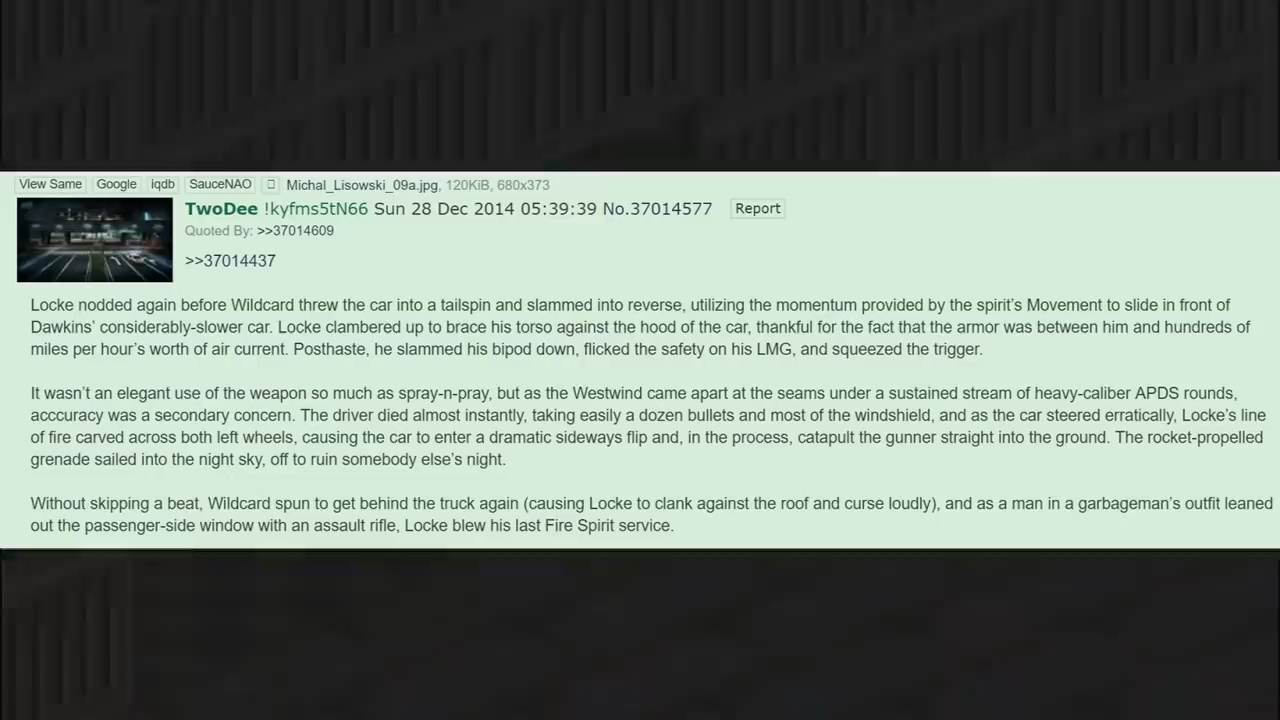 View Same Google iqdb SauceNAO Michal_Lisowski_09a.jpg, 120KiB, 680x373
TwoDee !kyfms5tN66 Sun 28 Dec 2014 05:39:39 No.37014577 Report
Quoted By: >>37014609
>>37014437
Locke nodded again before Wildcard threw the car into a tailspin and slammed into reverse, utilizing the momentum provided by the spirit's Movement to slide in front of
Dawkins' considerably-slower car. Locke clambered up to brace his torso against the hood of the car, thankful for the fact that the armor was between him and hundreds of
miles per hour's worth of air current. Posthaste, he slammed his bipod down, flicked the safety on his LMG, and squeezed the trigger.
It wasn't an elegant use of the weapon so much as spray-n-pray, but as the Westwind came apart at the seams under a sustained stream of heavy-caliber APDS rounds,
acccuracy was a secondary concern. The driver died almost instantly, taking easily a dozen bullets and most of the windshield, and as the car steered erratically, Locke's line
of fire carved across both left wheels, causing the car to enter a dramatic sideways flip and, in the process, catapult the gunner straight into the ground. The rocket-propelled
grenade sailed into the night sky, off to ruin somebody else's night.
Without skipping a beat, Wildcard spun to get behind the truck again (causing Locke to clank against the roof and curse loudly), and as a man in a garbageman's outfit leaned
out the passenger-side window with an assault rifle, Locke blew his last Fire Spirit service.